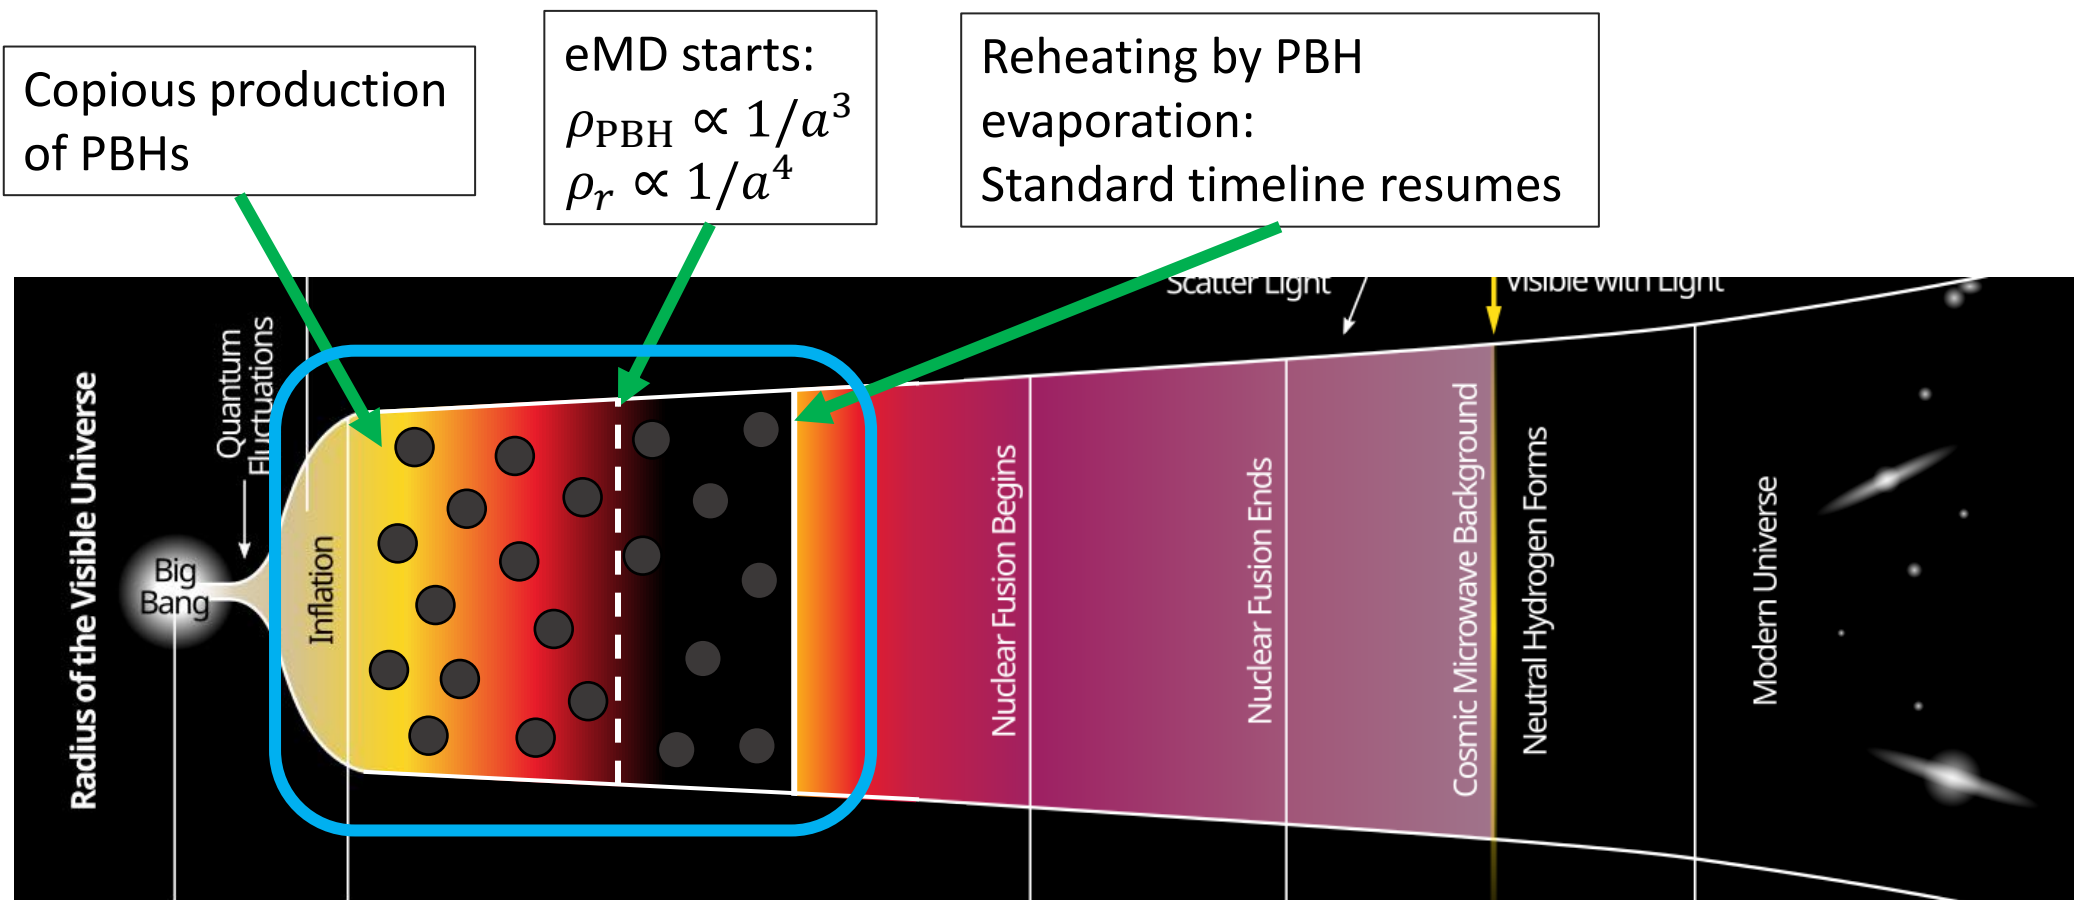 Copious production
of PBHs
eMD starts:
ρ_PBH ∝ 1/a³
ρ_r ∝ 1/a⁴
Reheating by PBH
evaporation:
Standard timeline resumes
Scatter Light
Visible with Light
Radius of the Visible Universe
Quantum
Fluctuations
Big
Bang
Inflation
Nuclear Fusion Begins
Nuclear Fusion Ends
Cosmic Microwave Background
Neutral Hydrogen Forms
Modern Universe